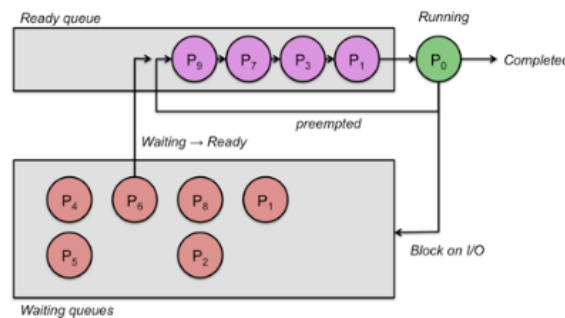 Ready queue
Running
P9 P7 P3 P1 P0
Completed
preempted
Waiting → Ready
P4 P6 P8 P1
P5 P2
Block on I/O
Waiting queues